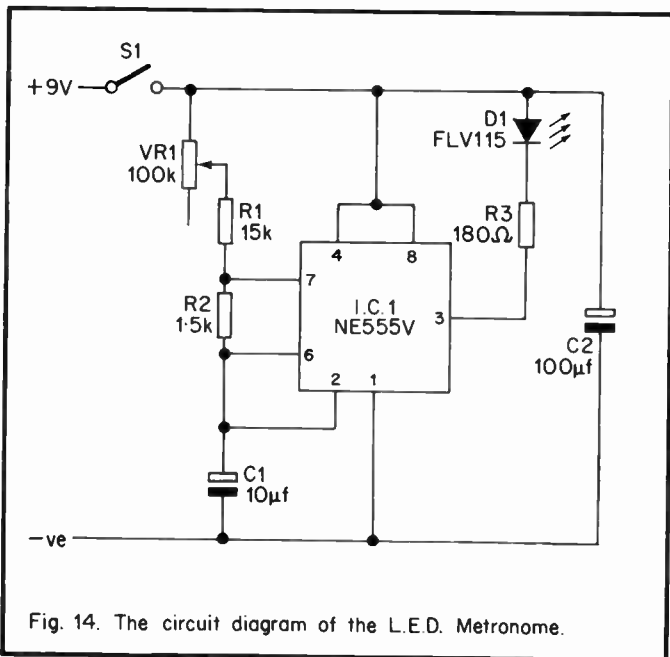 S1
+9V
VR1
100k
R1
15k
R2
1·5k
D1
FLV115
R3
180Ω
4
8
7
I.C.1
NE555V
3
6
2
1
C2
100µf
C1
10µf
-ve
Fig. 14. The circuit diagram of the L.E.D. Metronome.